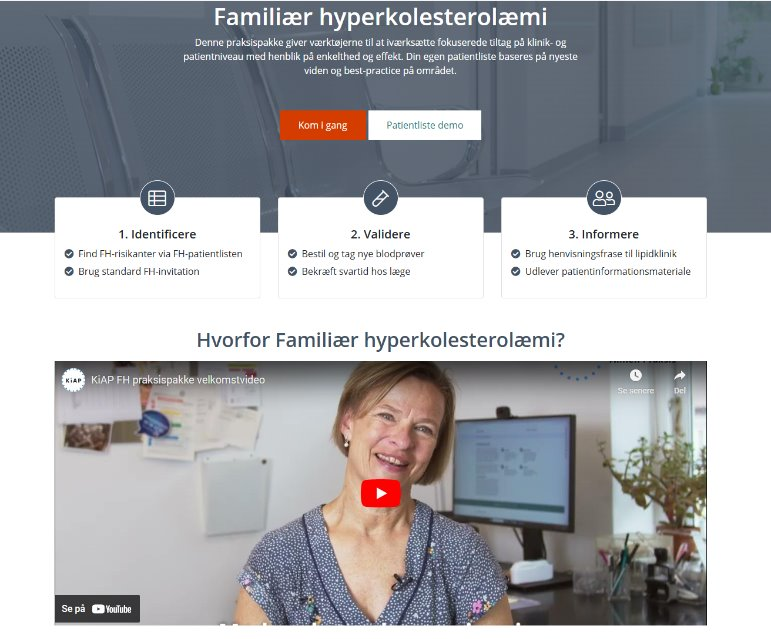 Familiær hyperkolesterolæmi
Denne praksispakke giver værktøjerne til at iværksætte fokuserede tiltag på klinik- og
patientniveau med henblik på enkelthed og effekt. Din egen patientliste baseres på nyeste
viden og best-practice på området.
Kom i gang
Patientliste demo
1. Identificere
Find FH-risikanter via FH-patientlisten
Brug standard FH-invitation
2. Validere
Bestil og tag nye blodprøver
Bekræft svartid hos læge
3. Informere
Brug henvisningsfrase til lipidklinik
Udlever patientinformationsmateriale
Hvorfor Familiær hyperkolesterolæmi?
KiAP
KiAP FH praksispakke velkomstvideo
Se senere
Del
Se på YouTube